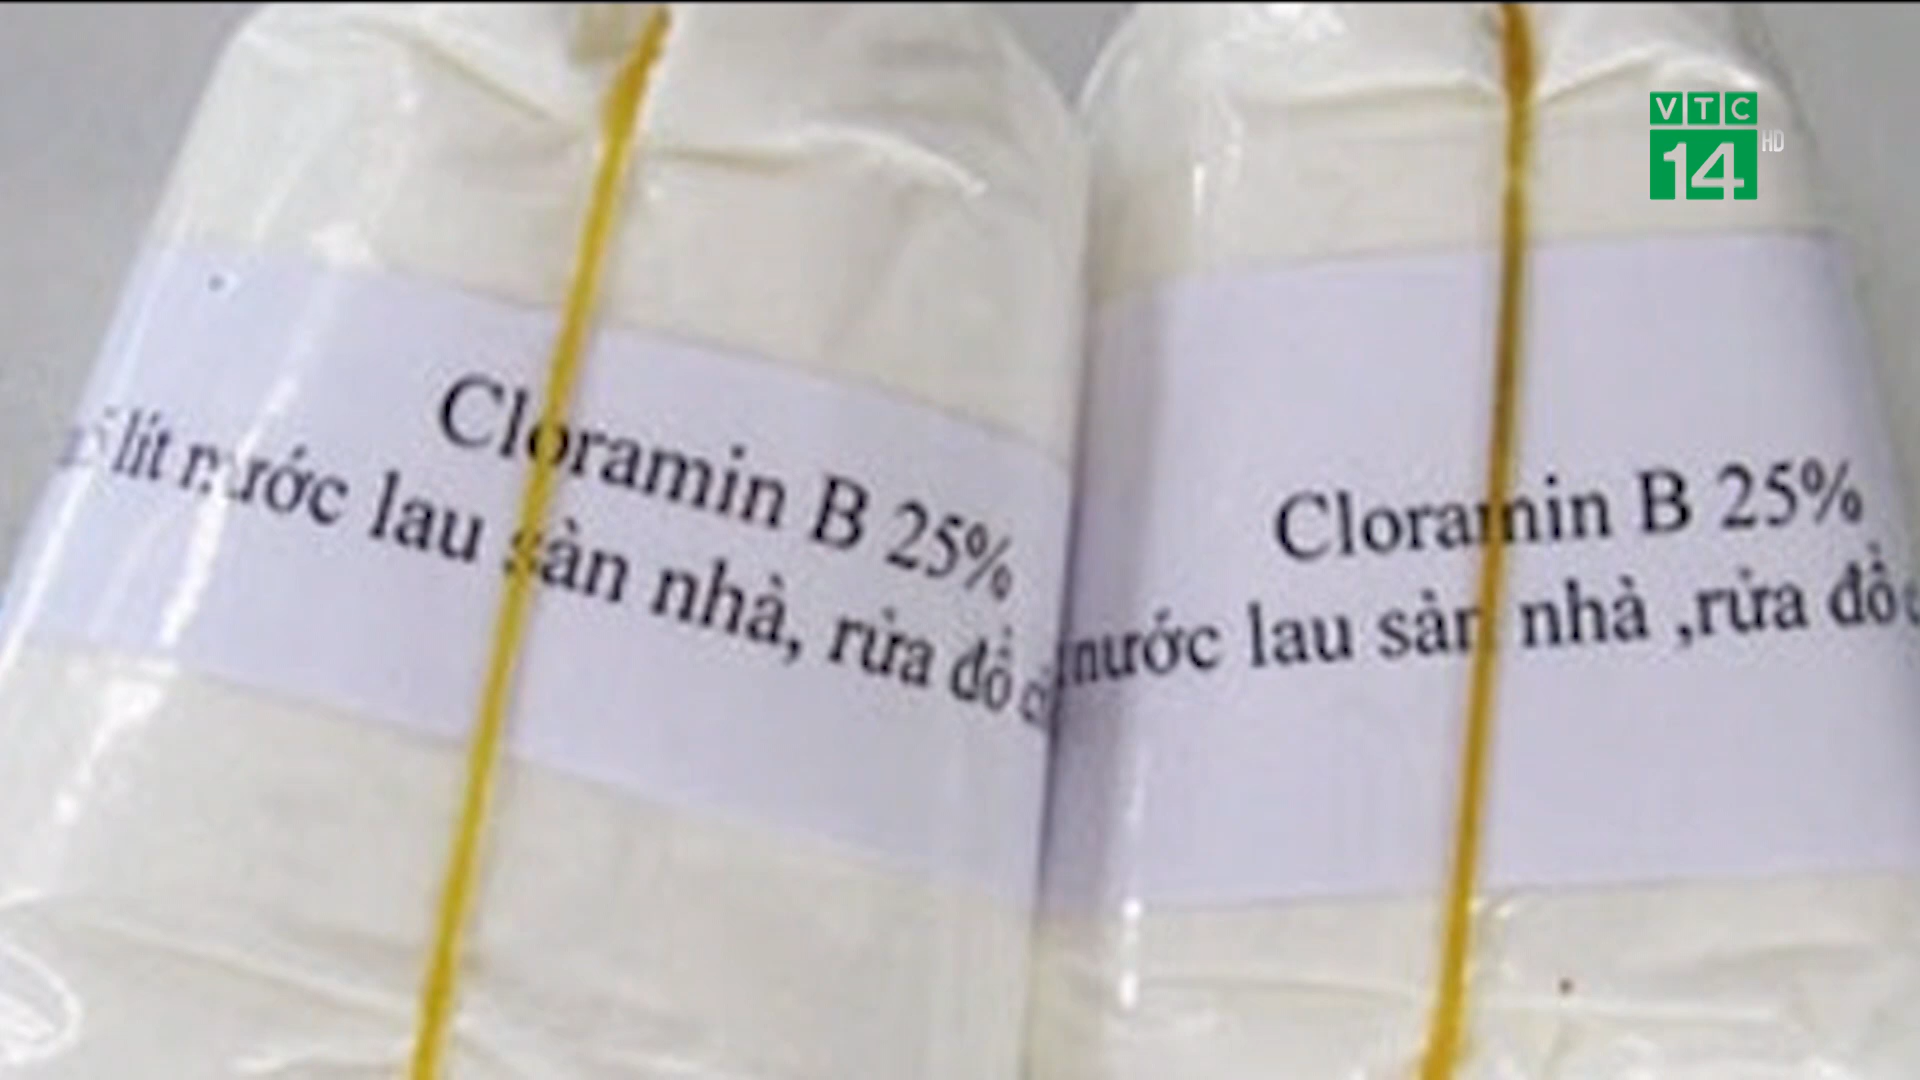 Cloramin B 25%
lít nước lau sàn nhà, rửa đồ
Cloramin B 25%
nước lau sàn nhà ,rửa đồ
VTC
14 HD